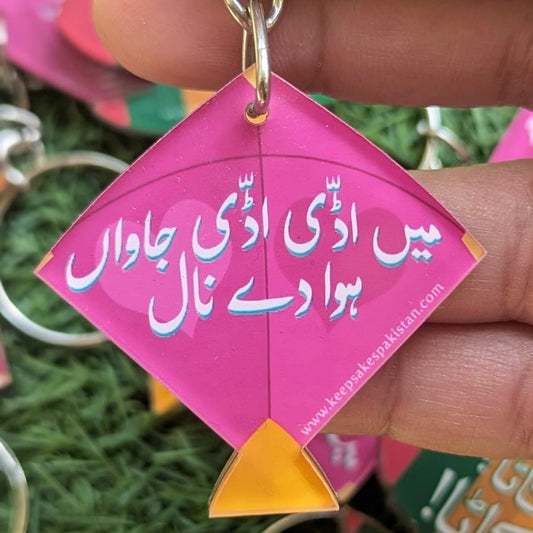 میں اڈّی اڈّی جاواں
ہوا دے نال
www.keepsakespakistan.com